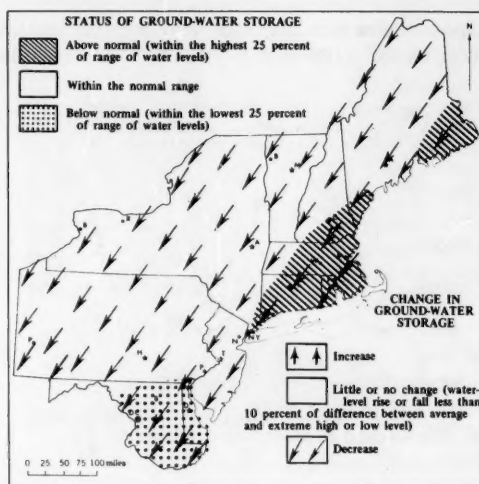 STATUS OF GROUND-WATER STORAGE
Above normal (within the highest 25 percent
of range of water levels)
Within the normal range
Below normal (within the lowest 25 percent
of range of water levels)
N
B
A
B
R
A
N
N Y
T
P
H
P
CHANGE IN
GROUND-WATER
STORAGE
Increase
Little or no change (water-
level rise or fall less than
10 percent of difference between average
and extreme high or low level)
Decrease
0 25 50 75 100 miles